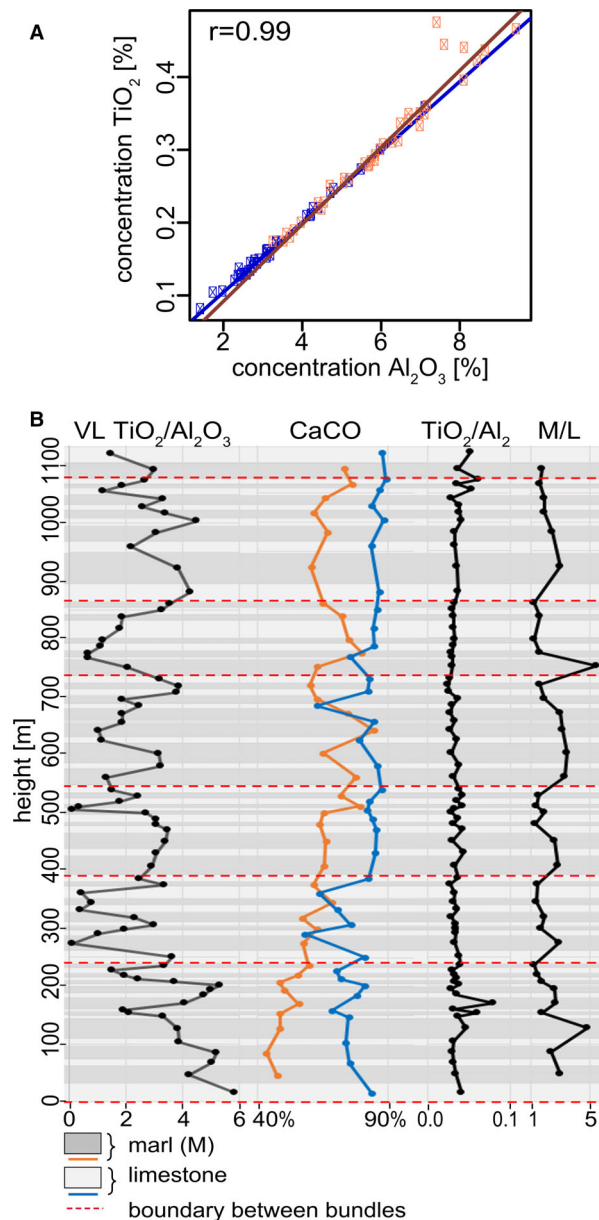 A
r=0.99
concentration TiO2 [%]
0.4
0.3
0.2
0.1
2 4 6 8
concentration Al2O3 [%]
B
VL TiO2/Al2O3 CaCO TiO2/Al2 M/L
height [m]
1100
1000
900
800
700
600
500
400
300
200
100
0
0 2 4 6 40% 90% 0.0 0.1 1 5
} marl (M)
} limestone
boundary between bundles